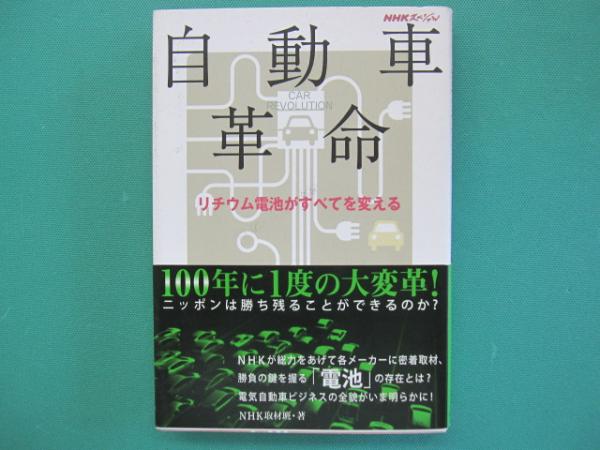 NHKスペシャル
自動車
革命
CAR
REVOLUTION
リチウム電池がすべてを変える
100年に1度の大変革!
ニッポンは勝ち残ることができるのか?
NHKが総力をあげて各メーカーに密着取材、
勝負の鍵を握る「電池」の存在とは?
電気自動車ビジネスの全貌がいま明らかに!
NHK取材班・著